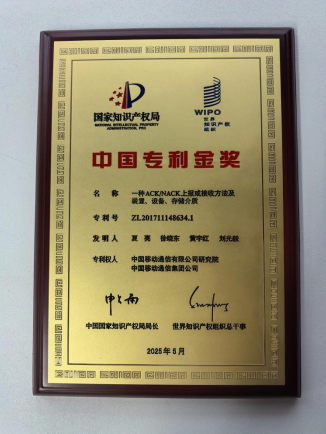 国家知识产权局
NATIONAL INTELLECTUAL PROPERTY
ADMINISTRATION, PRC
WIPO
世界
知识产权
组织
中国专利金奖
名 称 一种ACK/NACK上报或接收方法及
装置、设备、存储介质
专利号 ZL201711148634.1
发明人 夏亮 徐晓东 黄宇红 刘光毅
专利权人 中国移动通信有限公司研究院
中国移动通信集团公司
申长雨
中国国家知识产权局局长 世界知识产权组织总干事
2025年5月